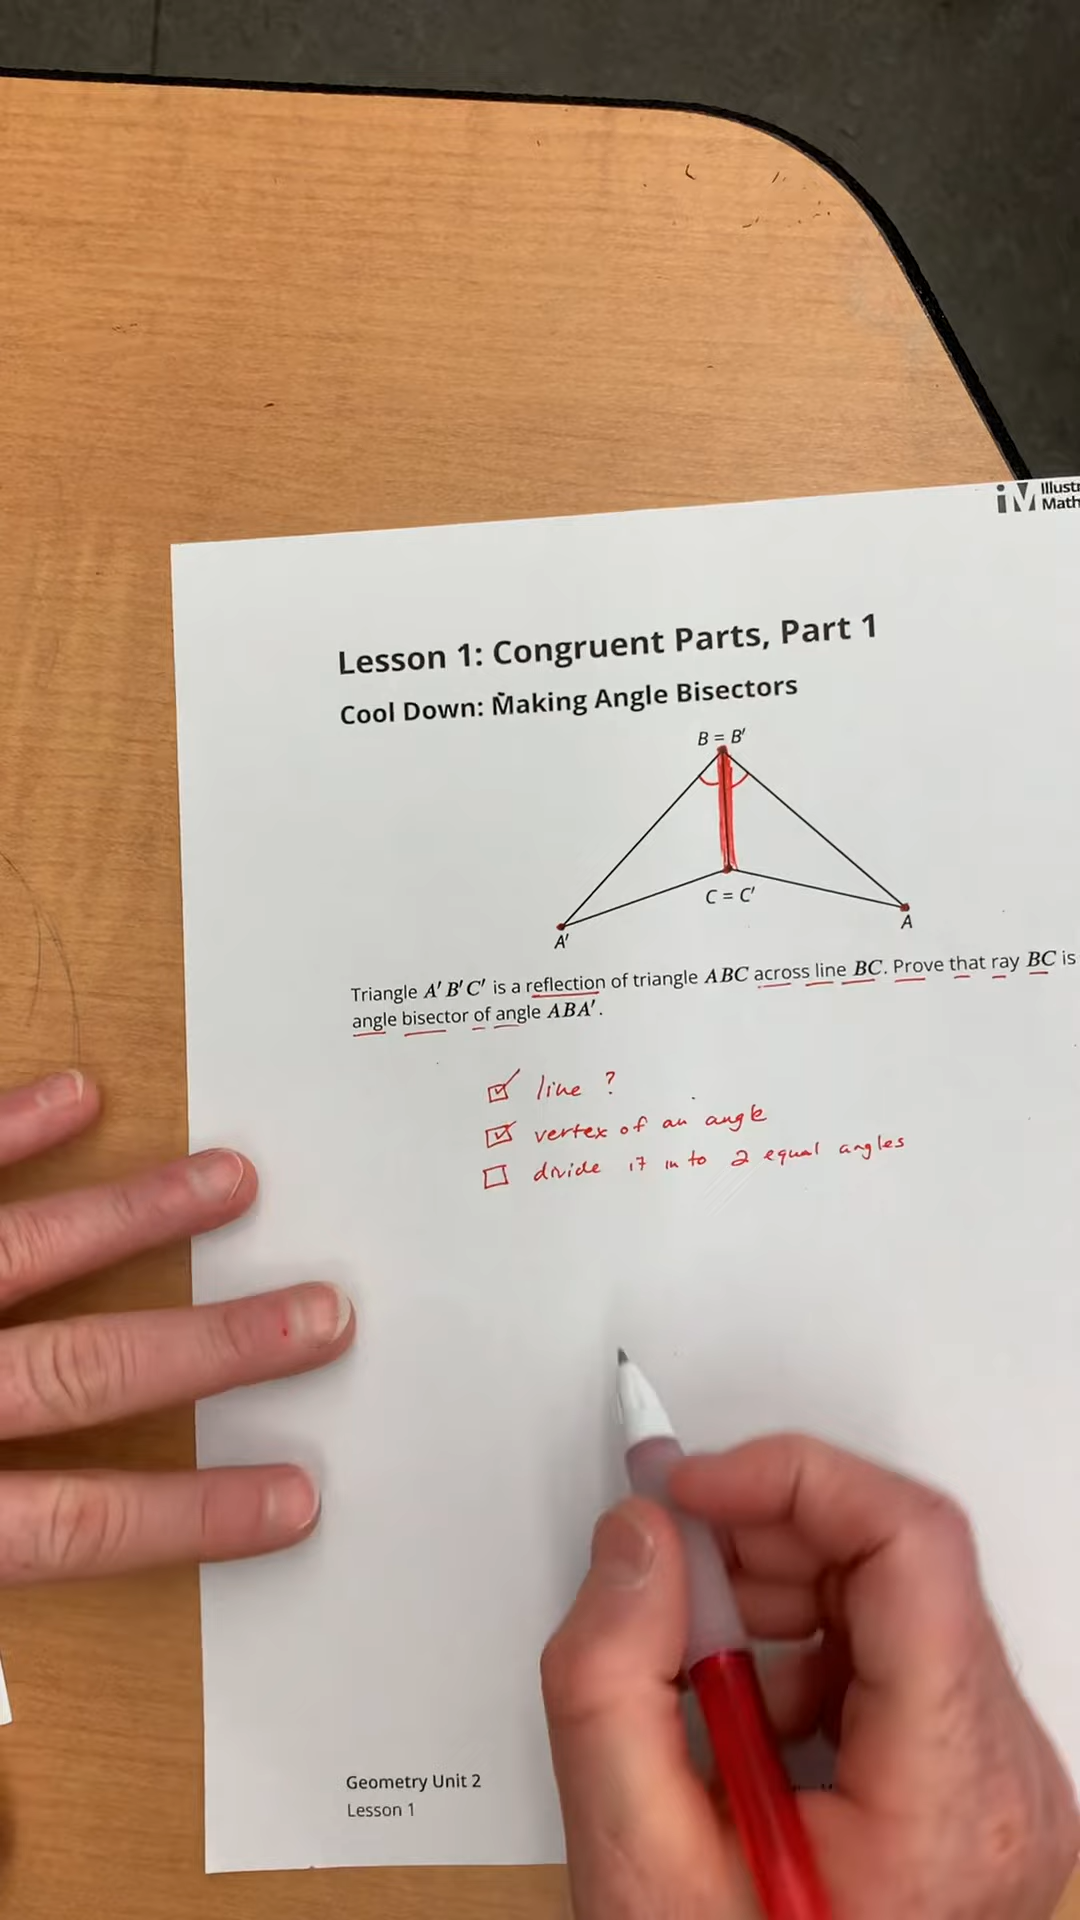 Illustr
Math
Lesson 1: Congruent Parts, Part 1
Cool Down: Making Angle Bisectors
B = B′
C = C′
A′
A
Triangle A′B′C′ is a reflection of triangle ABC across line BC. Prove that ray BC is
angle bisector of angle ABA′.
line ?
vertex of an angle
divide it in to 2 equal angles
Geometry Unit 2
Lesson 1